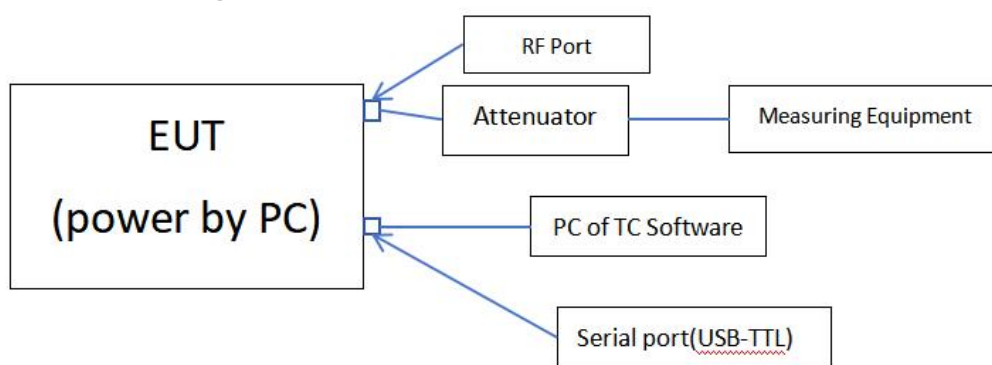 RF Port
EUT
(power by PC)
Attenuator
Measuring Equipment
PC of TC Software
Serial port(USB-TTL)